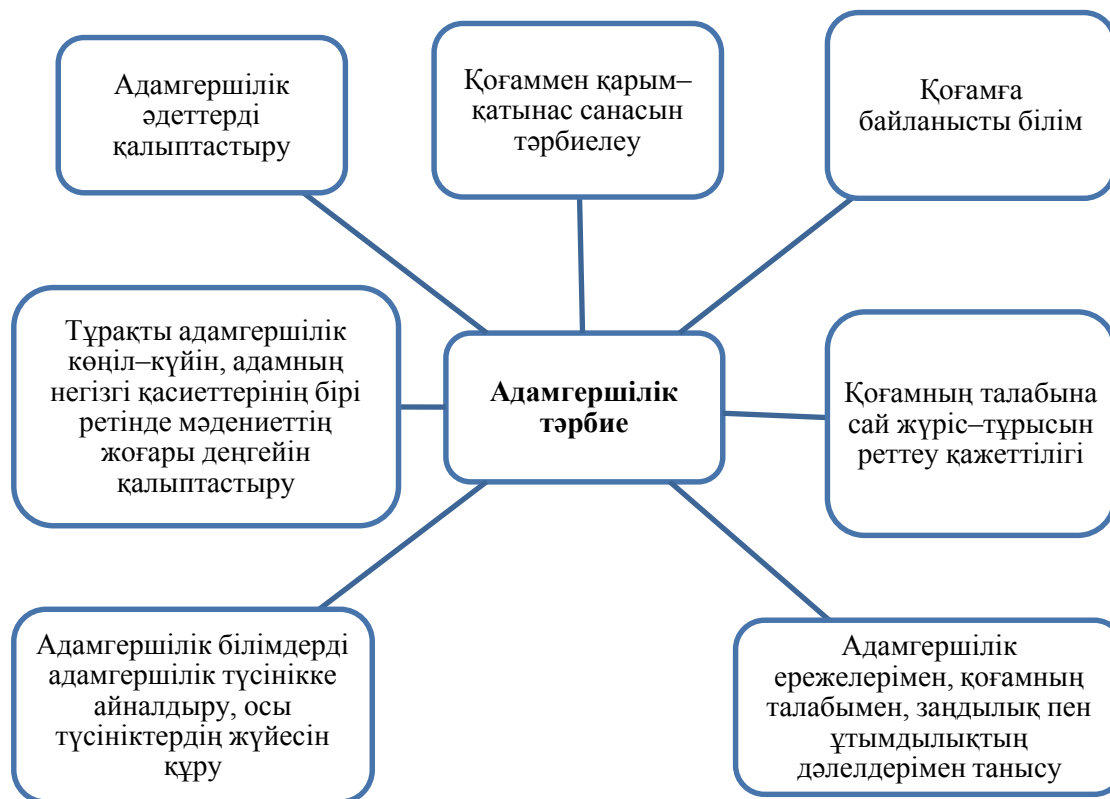 Адамгершілік
әдеттерді
қалыптастыру
Қоғаммен қарым–
қатынас санасын
тәрбиелеу
Қоғамға
байланысты білім
Тұрақты адамгершілік
көңіл–күйін, адамның
негізгі қасиеттерінің бірі
ретінде мәдениеттің
жоғары деңгейін
қалыптастыру
Адамгершілік
тәрбие
Қоғамның талабына
сай жүріс–тұрысын
реттеу қажеттілігі
Адамгершілік білімдерді
адамгершілік түсінікке
айналдыру, осы
түсініктердің жүйесін
құру
Адамгершілік
ережелерімен, қоғамның
талабымен, заңдылық пен
ұтымдылықтың
дәлелдерімен танысу